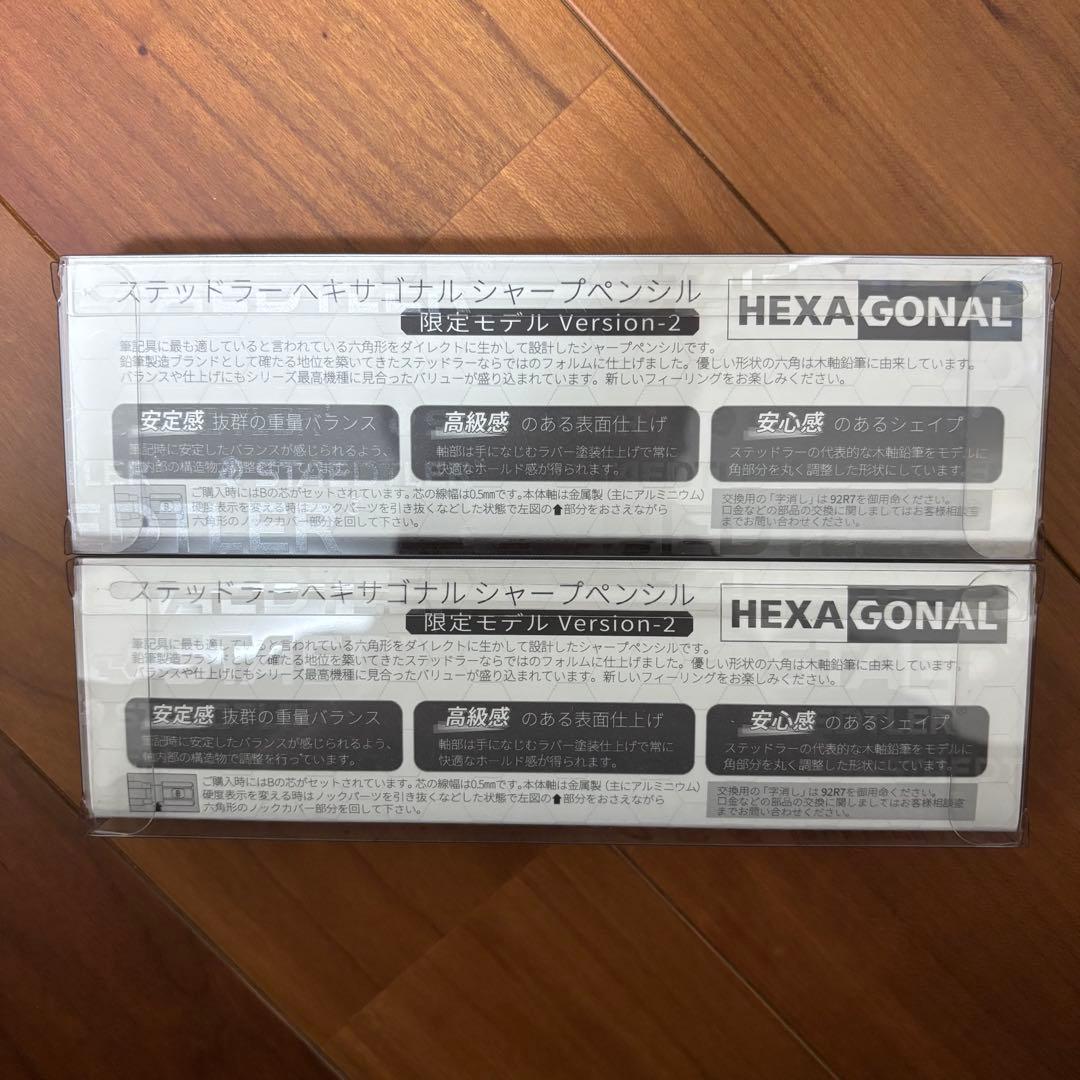 ステッドラー ヘキサゴナル シャープペンシル
限定モデル Version-2
HEXAGONAL
筆記具に最も適していると言われている六角形をダイレクトに生かして設計したシャープペンシルです。
鉛筆製造ブランドとして確たる地位を築いてきたステッドラーならではのフォルムに仕上げました。優しい形状の六角は木軸鉛筆に由来しています。
バランスや仕上げにもシリーズ最高機種に見合ったバリューが盛り込まれています。新しいフィーリングをお楽しみください。
安定感 抜群の重量バランス
筆記時に安定したバランスが感じられるよう、
軸内部の構造物で調整を行っています。
高級感 のある表面仕上げ
軸部は手になじむラバー塗装仕上げで常に
快適なホールド感が得られます。
安心感 のあるシェイプ
ステッドラーの代表的な木軸鉛筆をモデルに
角部分を丸く調整した形状にしています。
B
ご購入時にはBの芯がセットされています。芯の線幅は0.5mmです。本体軸は金属製(主にアルミニウム)
硬度表示を変える時はノックパーツを引き抜くなどした状態で左図の⬆部分をおさえながら
六角形のノックカバー部分を回して下さい。
交換用の「字消し」は 92R7を御用命ください。
口金などの部品の交換に関しましてはお客様相談室
までお問い合わせください。
ステッドラー ヘキサゴナル シャープペンシル
限定モデル Version-2
HEXAGONAL
筆記具に最も適していると言われている六角形をダイレクトに生かして設計したシャープペンシルです。
鉛筆製造ブランドとして確たる地位を築いてきたステッドラーならではのフォルムに仕上げました。優しい形状の六角は木軸鉛筆に由来しています。
バランスや仕上げにもシリーズ最高機種に見合ったバリューが盛り込まれています。新しいフィーリングをお楽しみください。
安定感 抜群の重量バランス
筆記時に安定したバランスが感じられるよう、
軸内部の構造物で調整を行っています。
高級感 のある表面仕上げ
軸部は手になじむラバー塗装仕上げで常に
快適なホールド感が得られます。
安心感 のあるシェイプ
ステッドラーの代表的な木軸鉛筆をモデルに
角部分を丸く調整した形状にしています。
B
ご購入時にはBの芯がセットされています。芯の線幅は0.5mmです。本体軸は金属製(主にアルミニウム)
硬度表示を変える時はノックパーツを引き抜くなどした状態で左図の⬆部分をおさえながら
六角形のノックカバー部分を回して下さい。
交換用の「字消し」は 92R7を御用命ください。
口金などの部品の交換に関しましてはお客様相談室
までお問い合わせください。